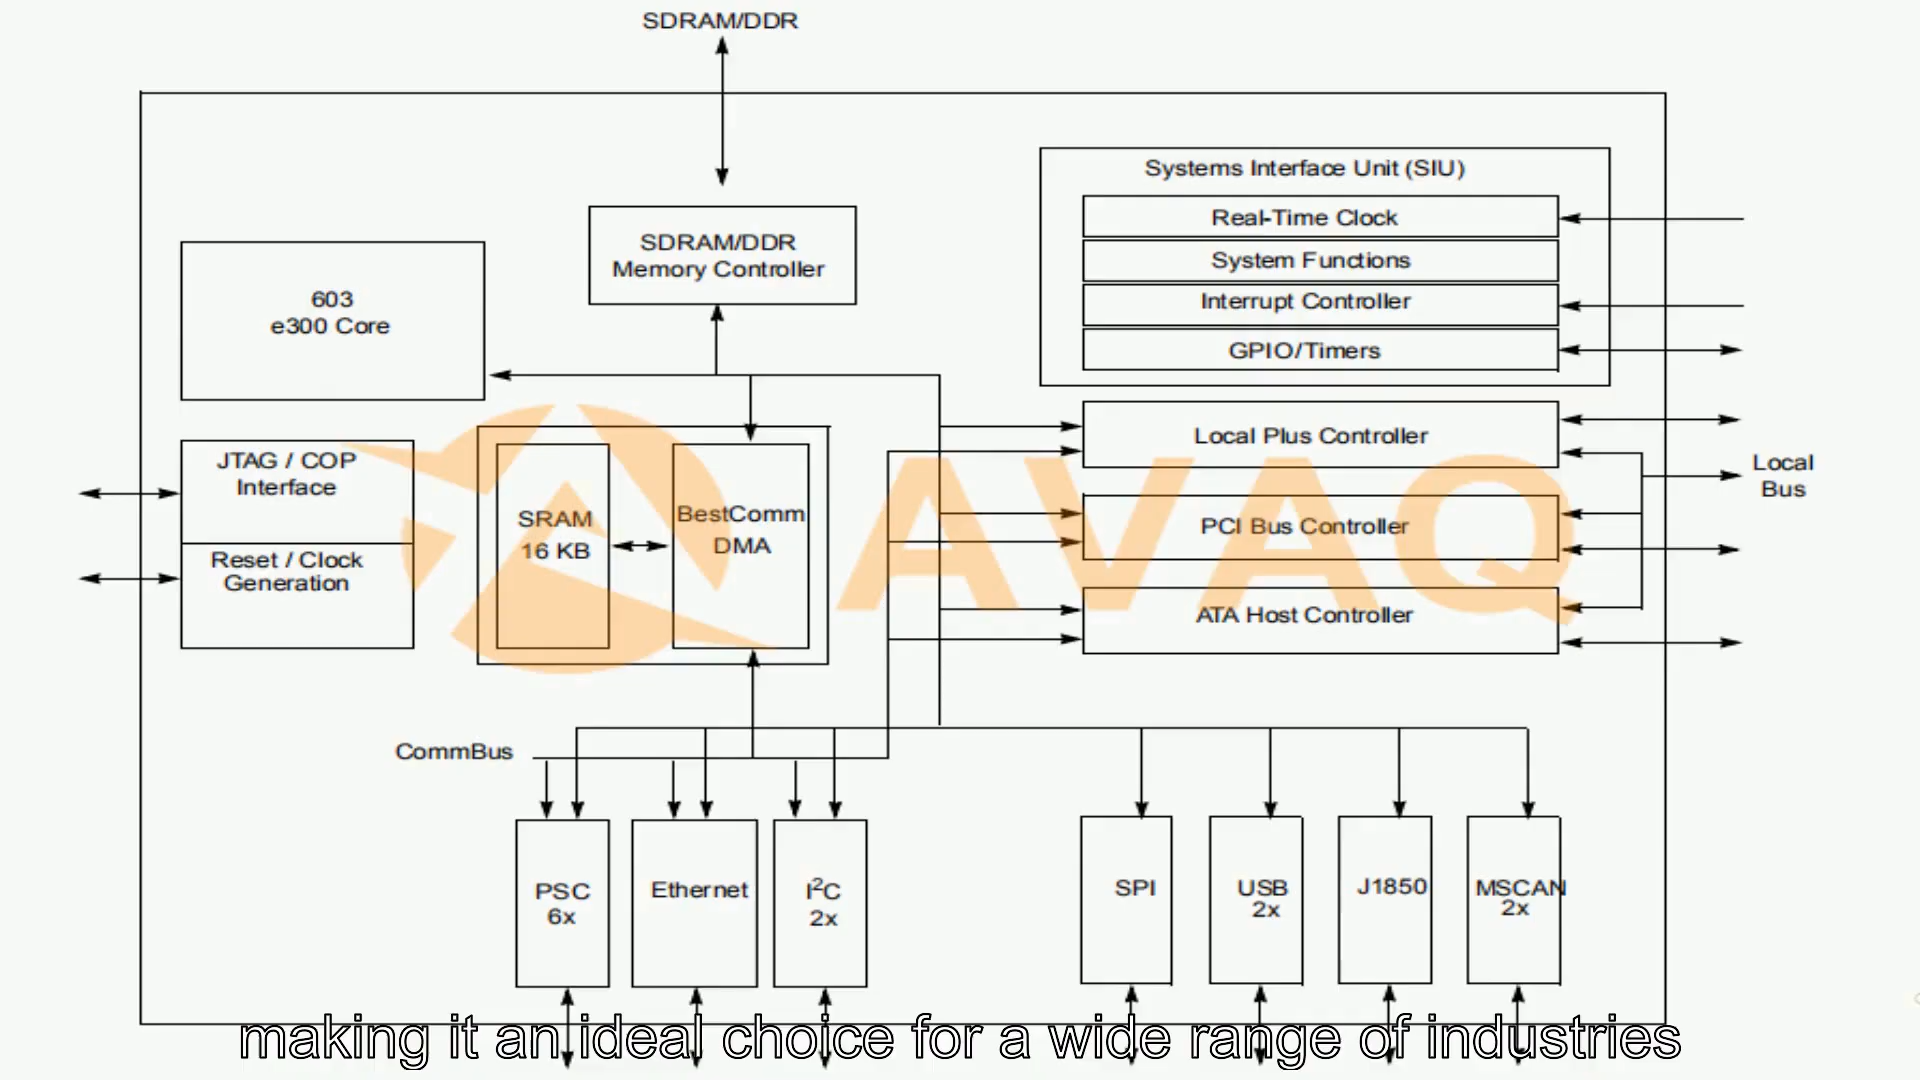 SDRAM/DDR
Systems Interface Unit (SIU)
Real-Time Clock
System Functions
Interrupt Controller
GPIO/Timers
SDRAM/DDR
Memory Controller
603
e300 Core
Local Plus Controller
PCI Bus Controller
ATA Host Controller
Local
Bus
JTAG / COP
Interface
Reset / Clock
Generation
SRAM
16 KB
BestComm
DMA
AVAQ
CommBus
PSC
6x
Ethernet
I²C
2x
SPI
USB
2x
J1850
MSCAN
2x
making it an ideal choice for a wide range of industries